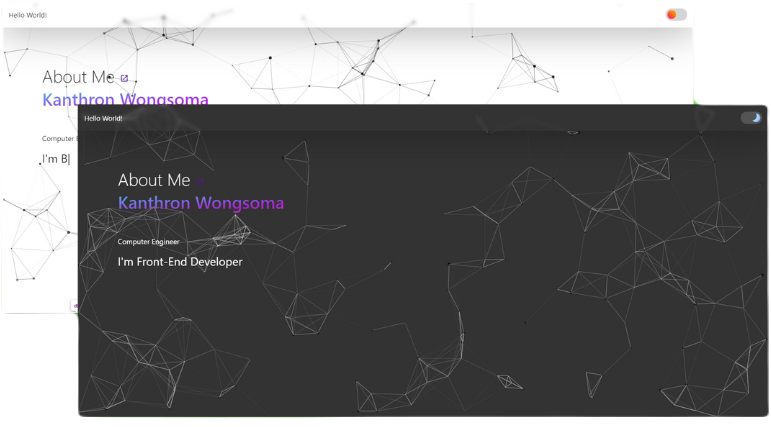 Hello World!
About Me
Kanthron Wongsoma
Computer
I'm B|
Hello World!
About Me
Kanthron Wongsoma
Computer Engineer
I'm Front-End Developer